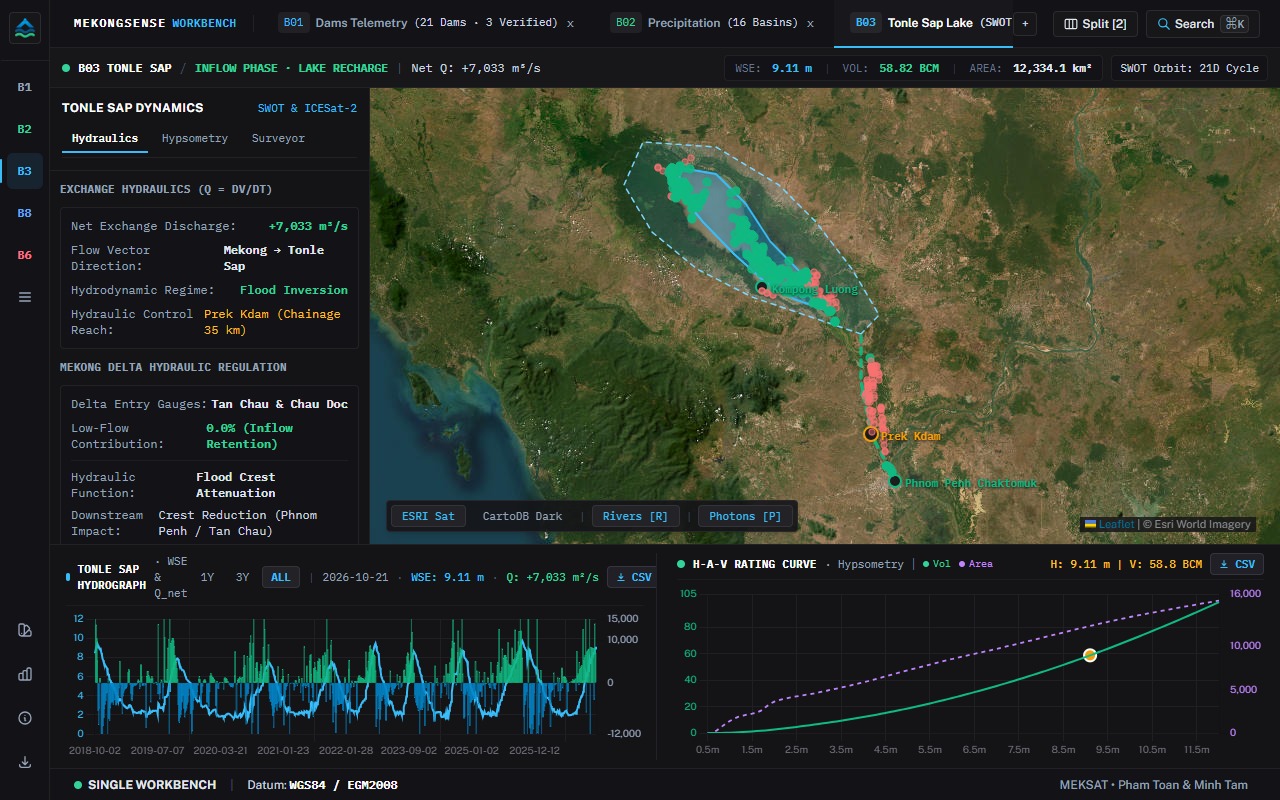 MEKONGSENSE WORKBENCH
B01 Dams Telemetry (21 Dams · 3 Verified) x
B02 Precipitation (16 Basins) x
B03 Tonle Sap Lake (SWOT
+
Split [2]
Search ⌘K
B03 TONLE SAP / INFLOW PHASE · LAKE RECHARGE | Net Q: +7,033 m³/s
WSE: 9.11 m | VOL: 58.82 BCM | AREA: 12,334.1 km²
SWOT Orbit: 21D Cycle
B1
B2
B3
B8
B6
TONLE SAP DYNAMICS
SWOT & ICESat-2
Hydraulics Hypsometry Surveyor
EXCHANGE HYDRAULICS (Q = DV/DT)
Net Exchange Discharge: +7,033 m³/s
Flow Vector Direction: Mekong → Tonle Sap
Hydrodynamic Regime: Flood Inversion
Hydraulic Control Reach: Prek Kdam (Chainage 35 km)
MEKONG DELTA HYDRAULIC REGULATION
Delta Entry Gauges: Tan Chau & Chau Doc
Low-Flow Contribution: 0.0% (Inflow Retention)
Hydraulic Function: Flood Crest Attenuation
Downstream Impact: Crest Reduction (Phnom Penh / Tan Chau)
Kompong Luong
Prek Kdam
Phnom Penh Chaktomuk
ESRI Sat CartoDB Dark | Rivers [R] | Photons [P]
Leaflet | © Esri World Imagery
TONLE SAP HYDROGRAPH · WSE & Q_net 1Y 3Y ALL | 2026-10-21 · WSE: 9.11 m · Q: +7,033 m³/s CSV
12
10
8
6
4
2
0
15,000
10,000
0
-12,000
2018-10-02 2019-07-07 2020-03-21 2021-01-23 2022-01-28 2023-09-02 2025-01-02 2025-12-12
H-A-V RATING CURVE · Hypsometry | Vol Area H: 9.11 m | V: 58.8 BCM CSV
105
80
60
40
20
0
16,000
10,000
5,000
0
0.5m 1.5m 2.5m 3.5m 4.5m 5.5m 6.5m 7.5m 8.5m 9.5m 10.5m 11.5m
SINGLE WORKBENCH | Datum: WGS84 / EGM2008
MEKSAT • Pham Toan & Minh Tam